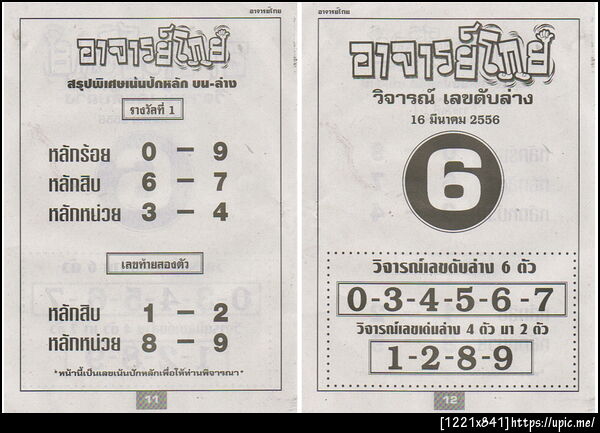 อาจารย์ไทย
อาจารย์ไทย
สรุปพิเศษเน้นปักหลัก บน-ล่าง
รางวัลที่ 1
หลักร้อย 0 - 9
หลักสิบ 6 - 7
หลักหน่วย 3 - 4
เลขท้ายสองตัว
หลักสิบ 1 - 2
หลักหน่วย 8 - 9
*หน้านี้เป็นเลขเน้นปักหลักเพื่อให้ท่านพิจารณา*
11
อาจารย์ไทย
อาจารย์ไทย
วิจารณ์ เลขดับล่าง
16 มีนาคม 2556
6
วิจารณ์เลขดับล่าง 6 ตัว
0-3-4-5-6-7
วิจารณ์เลขเด่นล่าง 4 ตัว มา 2 ตัว
1-2-8-9
12
[1221x841]https://upic.me/